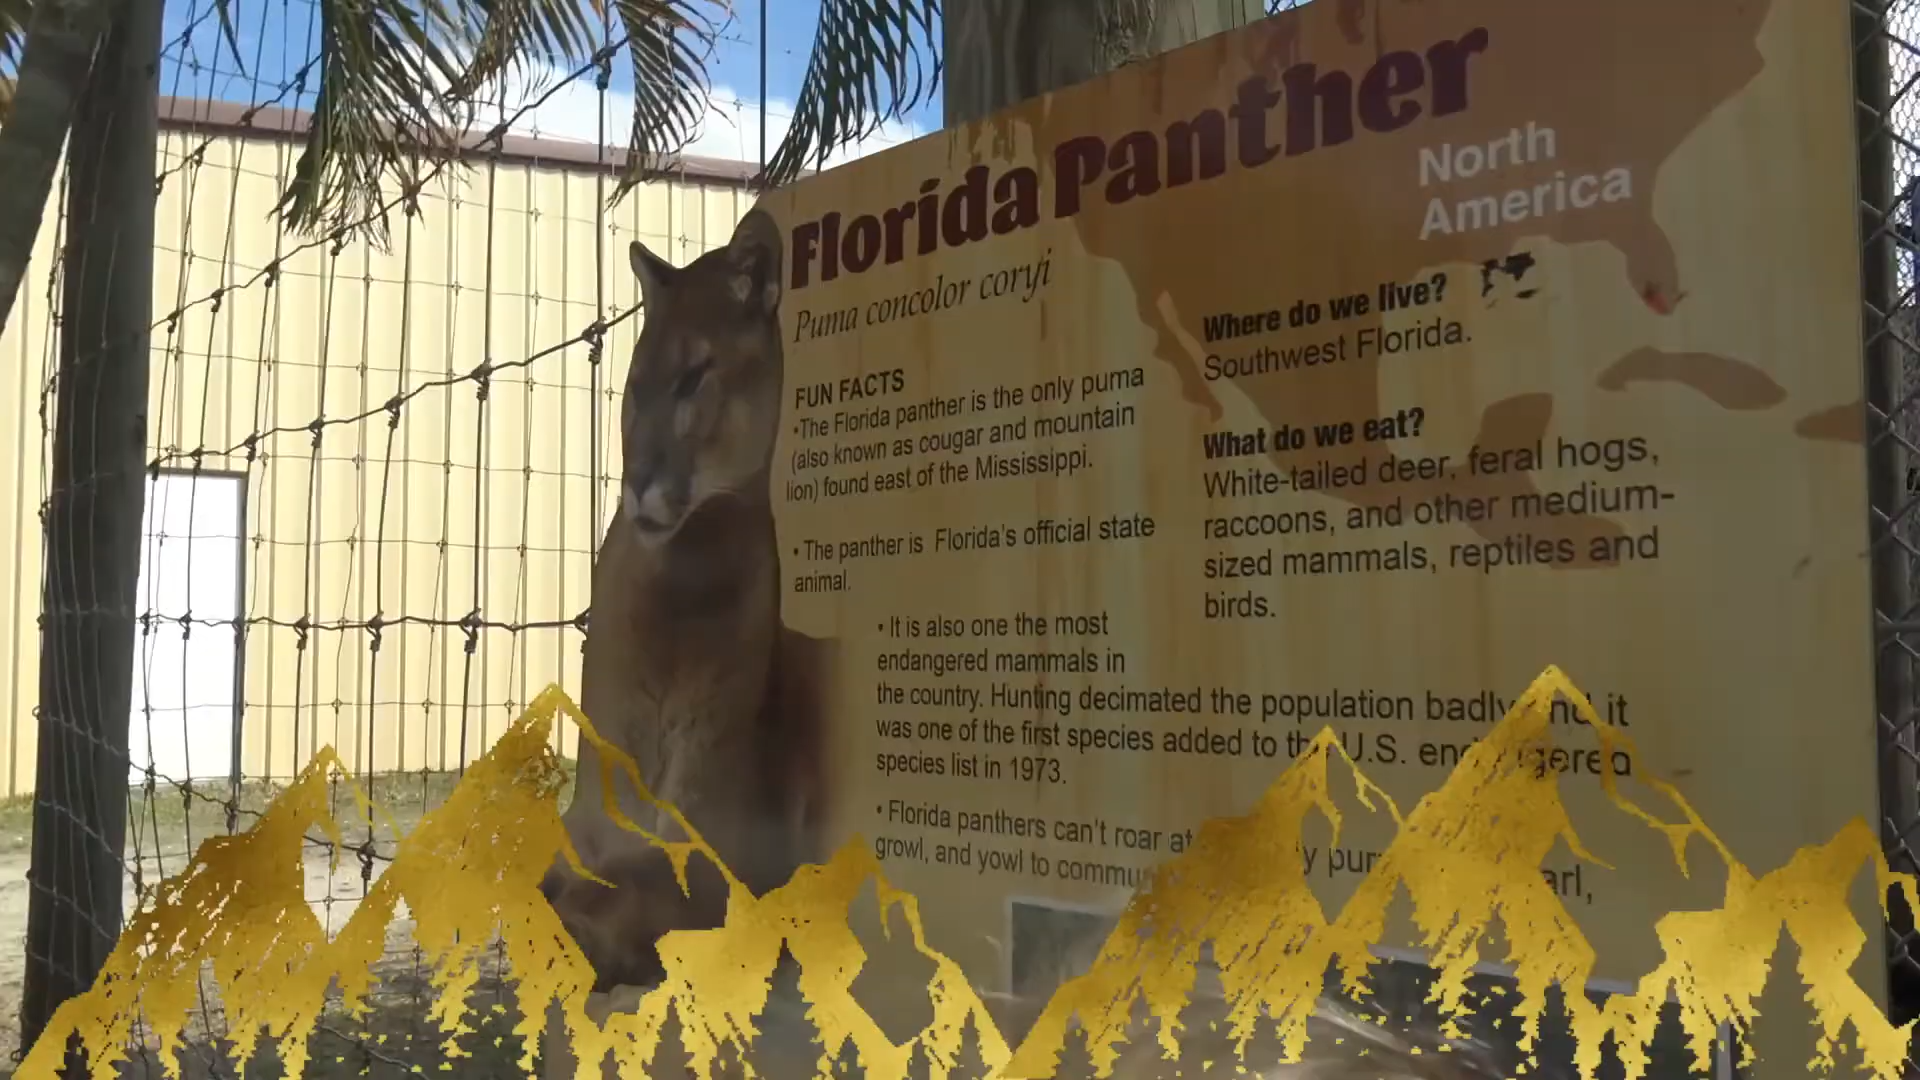 Florida Panther
Puma concolor coryi
North
America
FUN FACTS
•The Florida panther is the only puma
(also known as cougar and mountain
lion) found east of the Mississippi.
• The panther is Florida's official state
animal.
• It is also one the most
endangered mammals in
the country. Hunting decimated the population badly and it
was one of the first species added to the U.S. endangered
species list in 1973.
• Florida panthers can't roar at
growl, and yowl to
Where do we live?
Southwest Florida.
What do we eat?
White-tailed deer, feral hogs,
raccoons, and other medium-
sized mammals, reptiles and
birds.